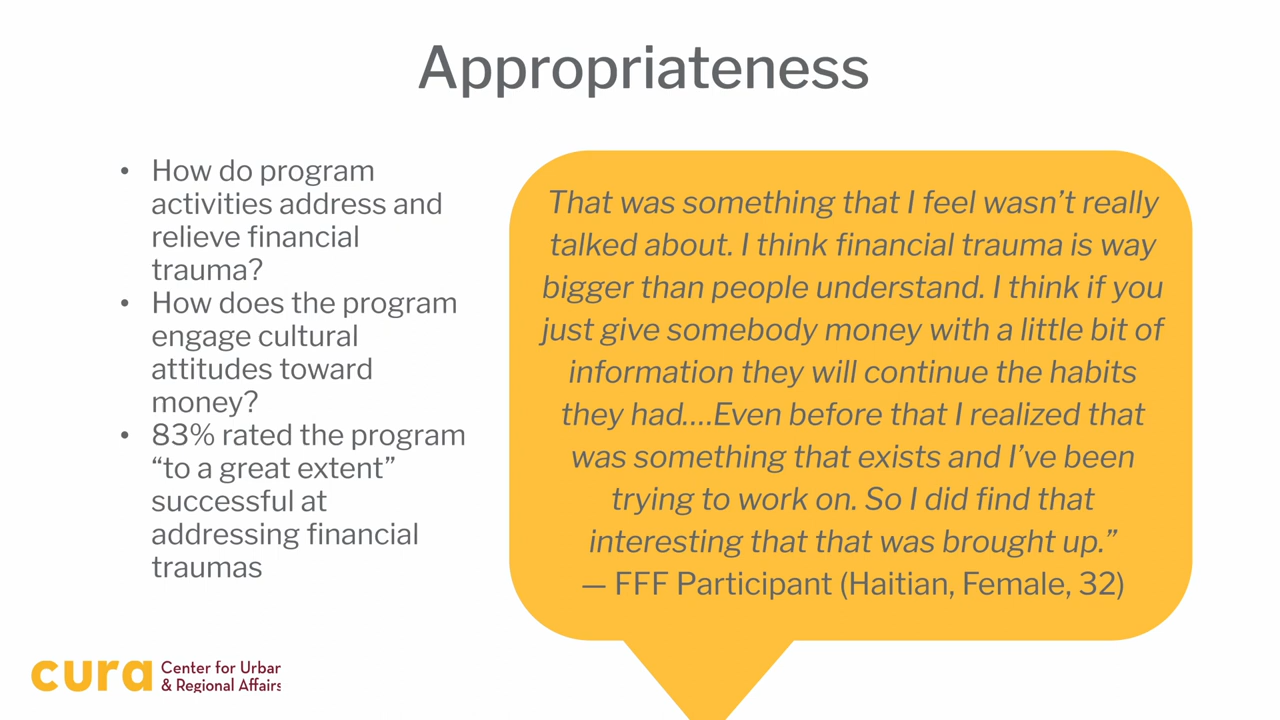 Appropriateness
• How do program
activities address and
relieve financial
trauma?
• How does the program
engage cultural
attitudes toward
money?
• 83% rated the program
“to a great extent”
successful at
addressing financial
traumas
That was something that I feel wasn’t really
talked about. I think financial trauma is way
bigger than people understand. I think if you
just give somebody money with a little bit of
information they will continue the habits
they had....Even before that I realized that
was something that exists and I’ve been
trying to work on. So I did find that
interesting that that was brought up.”
— FFF Participant (Haitian, Female, 32)
cura Center for Urban
& Regional Affairs